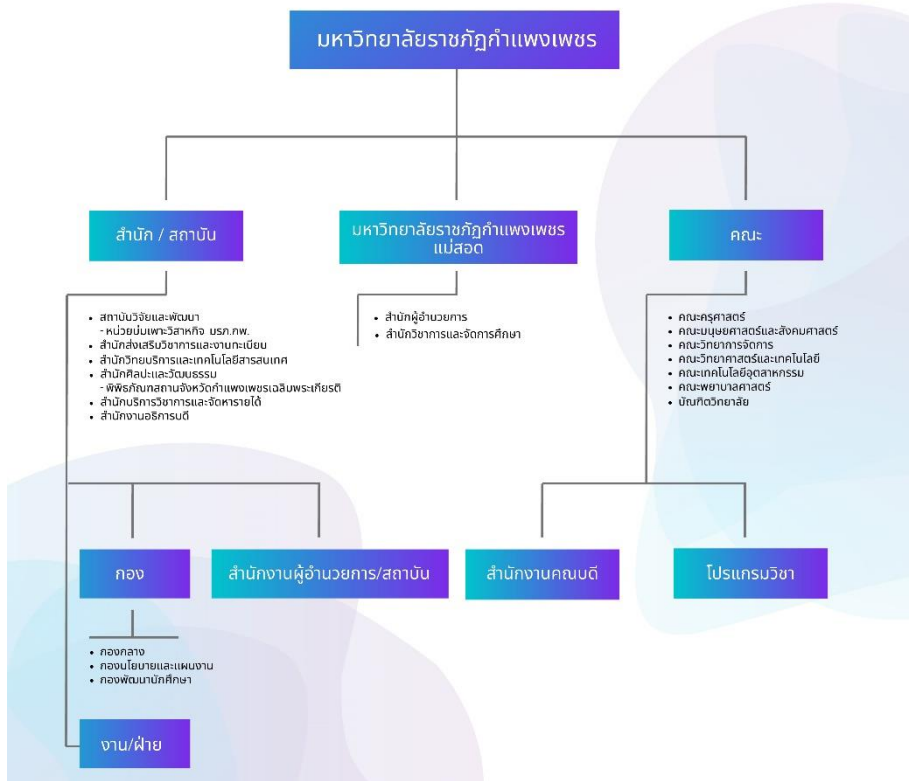 มหาวิทยาลัยราชภัฏกำแพงเพชร
สำนัก / สถาบัน
มหาวิทยาลัยราชภัฏกำแพงเพชร
แม่สอด
คณะ
• สถาบันวิจัยและพัฒนา
- หน่วยบ่มเพาะวิสาหกิจ มรภ.กพ.
• สำนักส่งเสริมวิชาการและงานทะเบียน
• สำนักวิทยบริการและเทคโนโลยีสารสนเทศ
• สำนักศิลปะและวัฒนธรรม
- พิพิธภัณฑสถานจังหวัดกำแพงเพชรเฉลิมพระเกียรติ
• สำนักบริการวิชาการและจัดหารายได้
• สำนักงานอธิการบดี
• สำนักผู้อำนวยการ
• สำนักวิชาการและจัดการศึกษา
• คณะครุศาสตร์
• คณะมนุษยศาสตร์และสังคมศาสตร์
• คณะวิทยาการจัดการ
• คณะวิทยาศาสตร์และเทคโนโลยี
• คณะเทคโนโลยีอุตสาหกรรม
• คณะพยาบาลศาสตร์
• บัณฑิตวิทยาลัย
กอง
สำนักงานผู้อำนวยการ/สถาบัน
สำนักงานคณบดี
โปรแกรมวิชา
• กองกลาง
• กองนโยบายและแผนงาน
• กองพัฒนานักศึกษา
งาน/ฝ่าย